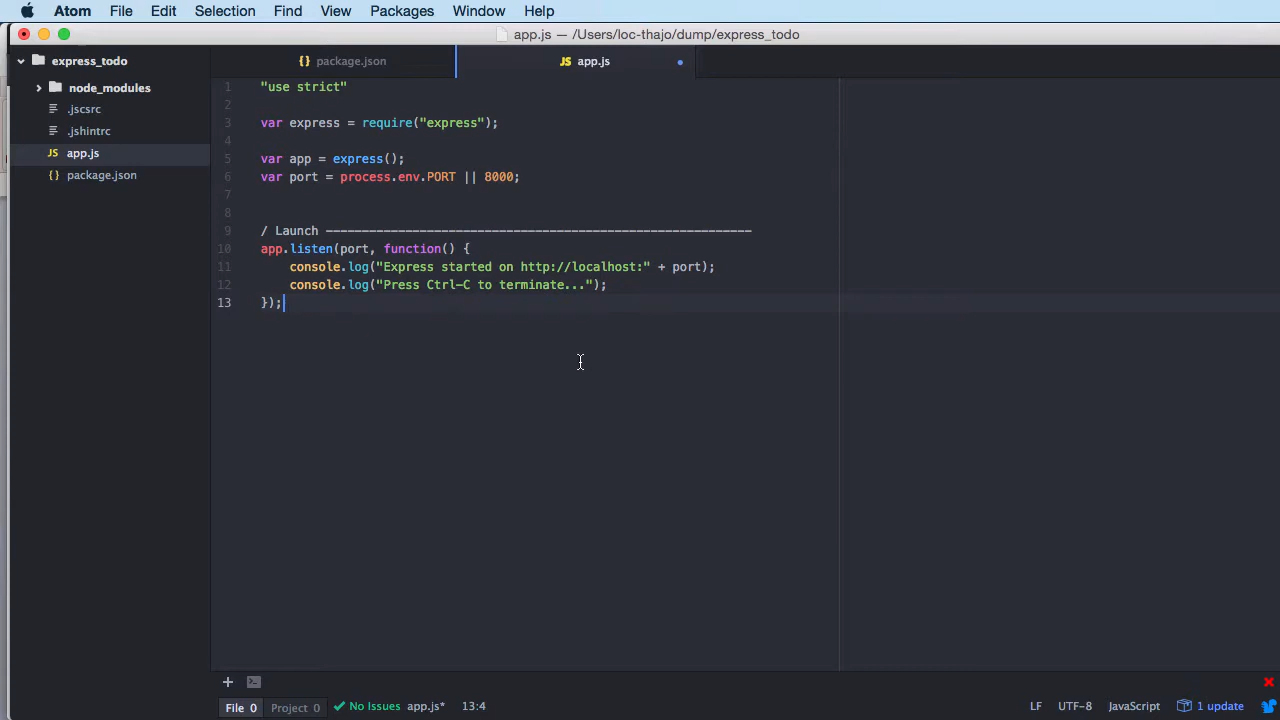 Atom File Edit Selection Find View Packages Window Help
app.js — /Users/loc-thajo/dump/express_todo
express_todo
node_modules
.jscsrc
.jshintrc
JS app.js
{} package.json
{} package.json
JS app.js
1 "use strict"
2
3 var express = require("express");
4
5 var app = express();
6 var port = process.env.PORT || 8000;
7
8
9 / Launch -----------------------------------------------------------
10 app.listen(port, function() {
11 console.log("Express started on http://localhost:" + port);
12 console.log("Press Ctrl-C to terminate...");
13 });
File 0 Project 0 No Issues app.js* 13:4 LF UTF-8 JavaScript 1 update